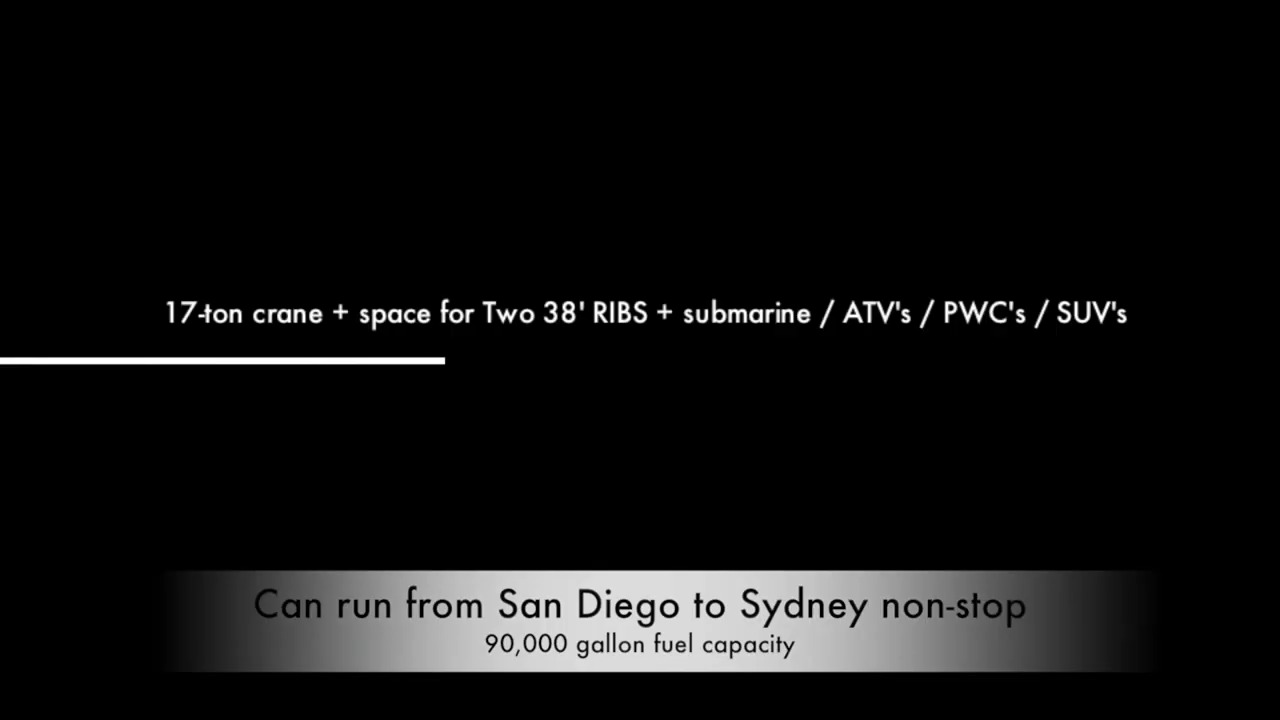 17-ton crane + space for Two 38' RIBS + submarine / ATV's / PWC's / SUV's
Can run from San Diego to Sydney non-stop
90,000 gallon fuel capacity